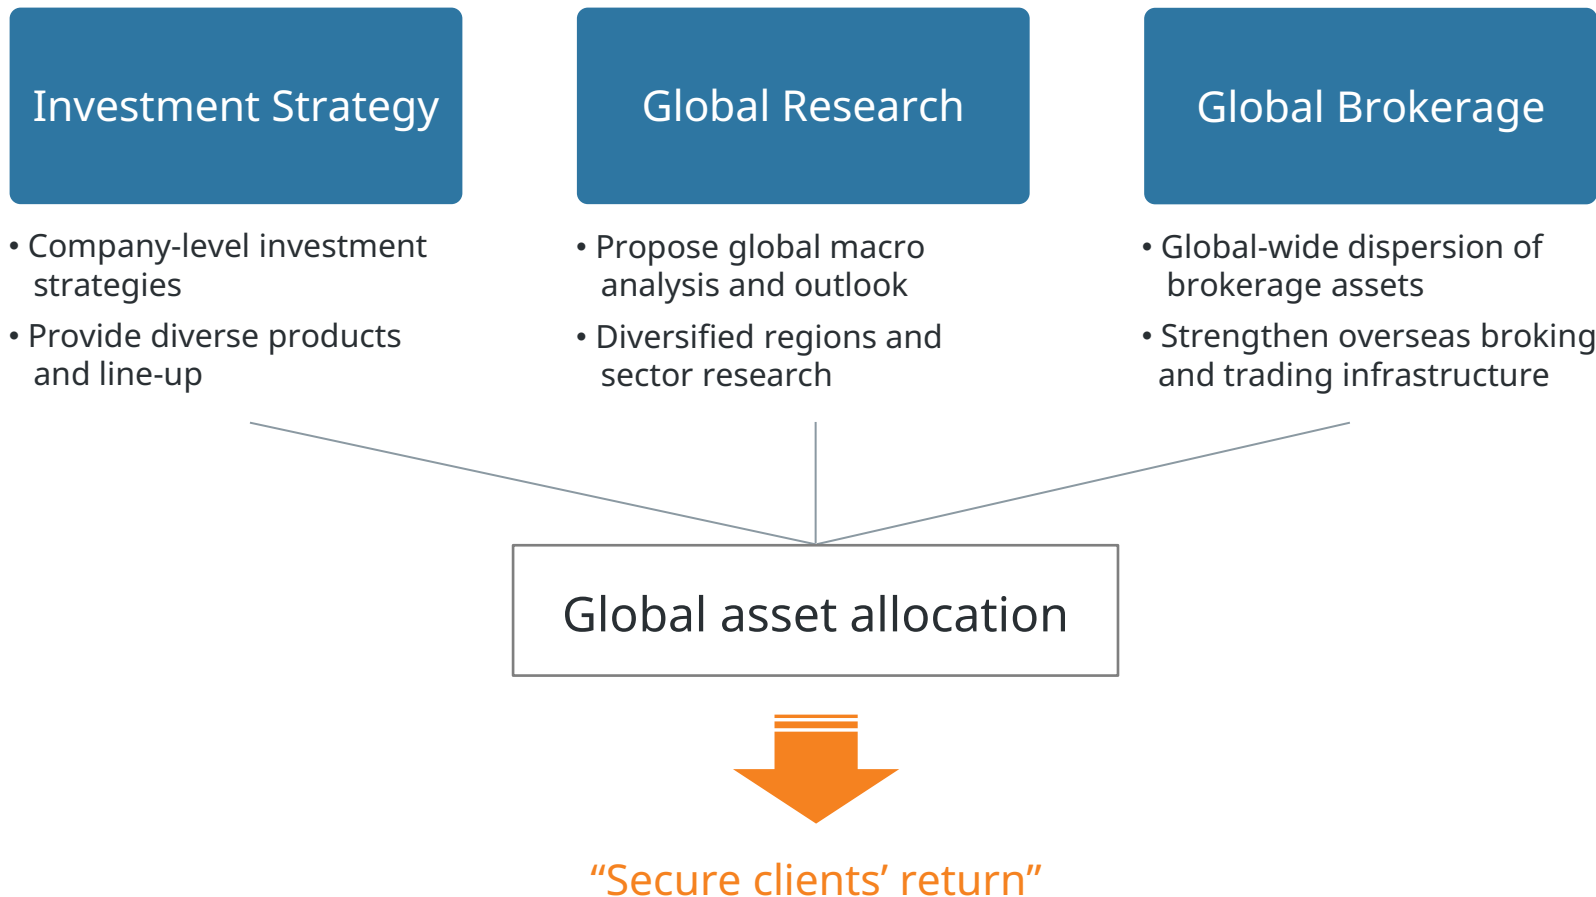 Investment Strategy
• Company-level investment
strategies
• Provide diverse products
and line-up
Global Research
• Propose global macro
analysis and outlook
• Diversified regions and
sector research
Global Brokerage
• Global-wide dispersion of
brokerage assets
• Strengthen overseas broking
and trading infrastructure
Global asset allocation
“Secure clients’ return”